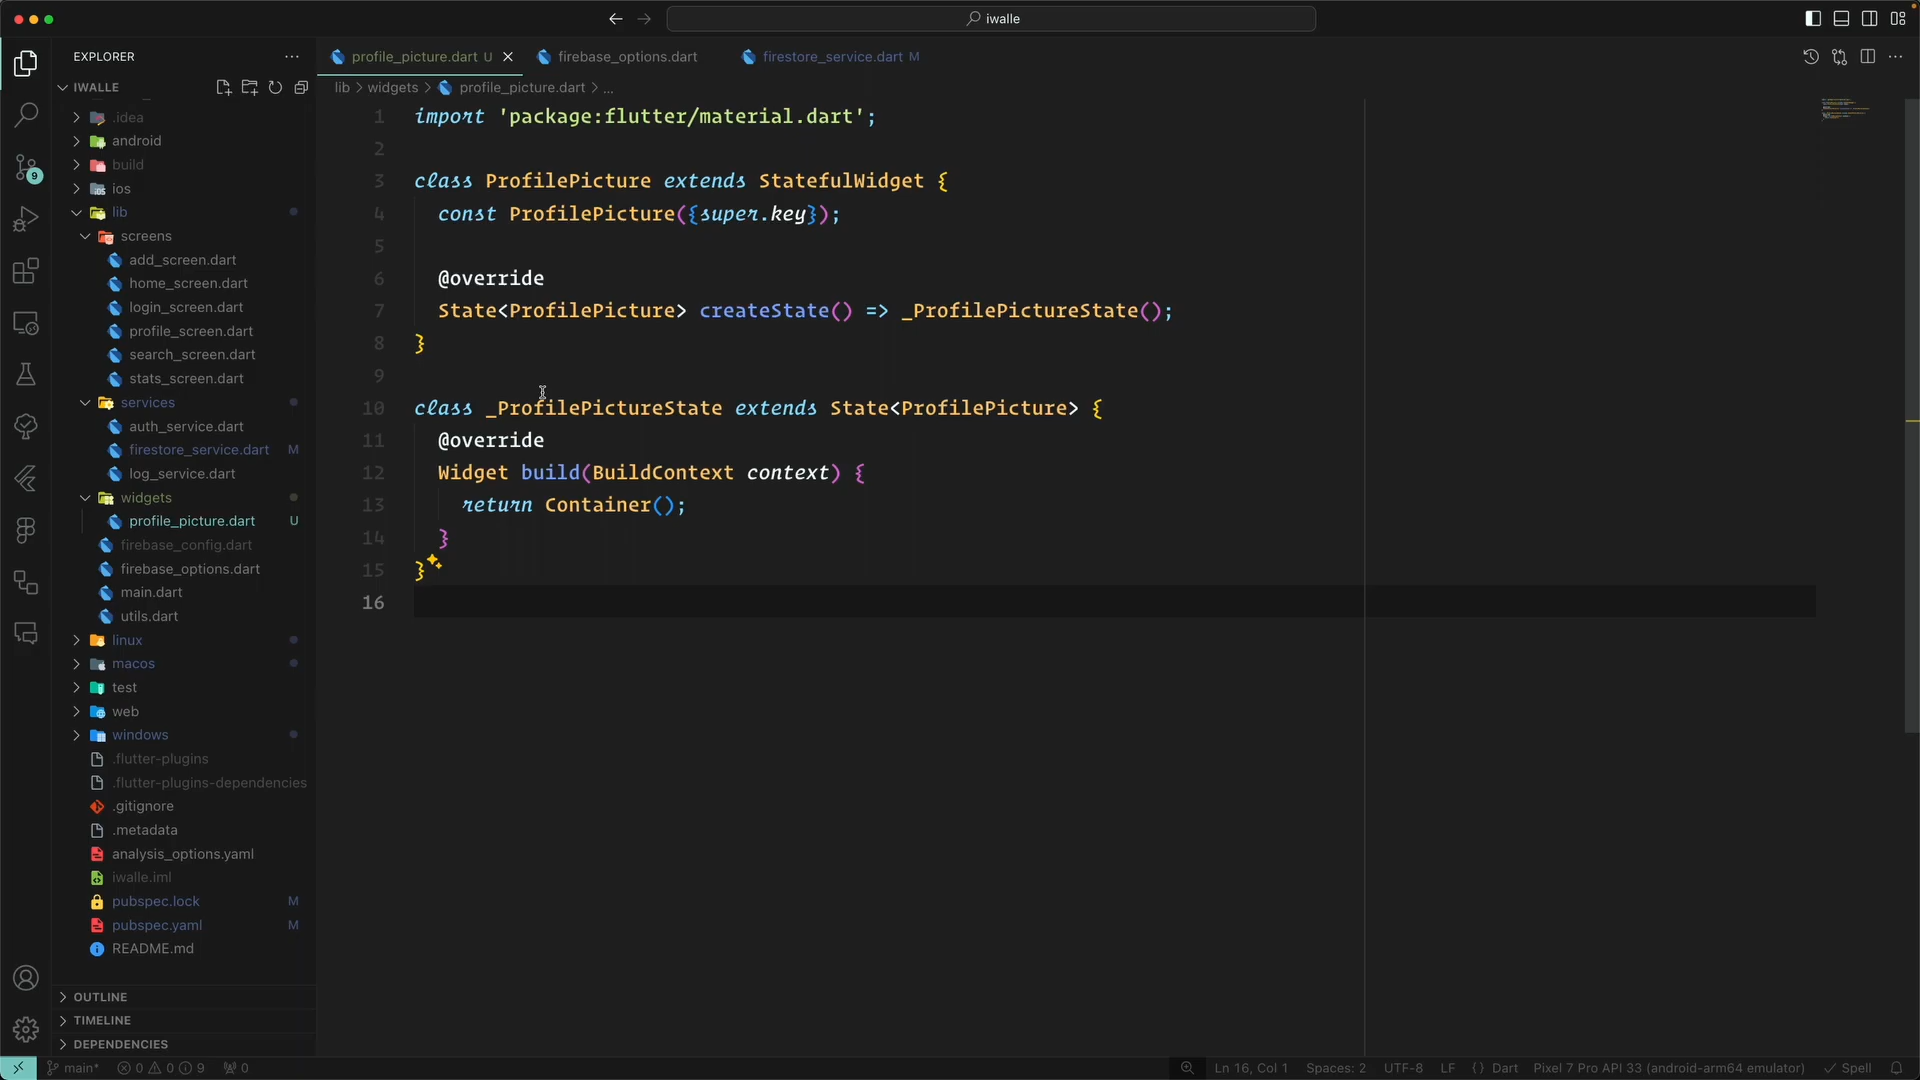 iwalle
EXPLORER
IWALLE
.idea
android
build
ios
lib
screens
add_screen.dart
home_screen.dart
login_screen.dart
profile_screen.dart
search_screen.dart
stats_screen.dart
services
auth_service.dart
firestore_service.dart M
log_service.dart
widgets
profile_picture.dart U
firebase_config.dart
firebase_options.dart
main.dart
utils.dart
linux
macos
test
web
windows
.flutter-plugins
.flutter-plugins-dependencies
.gitignore
.metadata
analysis_options.yaml
iwalle.iml
pubspec.lock M
pubspec.yaml M
README.md
OUTLINE
TIMELINE
DEPENDENCIES
9
profile_picture.dart U
firebase_options.dart
firestore_service.dart M
lib > widgets > profile_picture.dart > ...
1 import 'package:flutter/material.dart';
2
3 class ProfilePicture extends StatefulWidget {
4 const ProfilePicture({super.key});
5
6 @override
7 State<ProfilePicture> createState() => _ProfilePictureState();
8 }
9
10 class _ProfilePictureState extends State<ProfilePicture> {
11 @override
12 Widget build(BuildContext context) {
13 return Container();
14 }
15 }
16
main* 0 0 9 0
Ln 16, Col 1 Spaces: 2 UTF-8 LF { } Dart Pixel 7 Pro API 33 (android-arm64 emulator) Spell